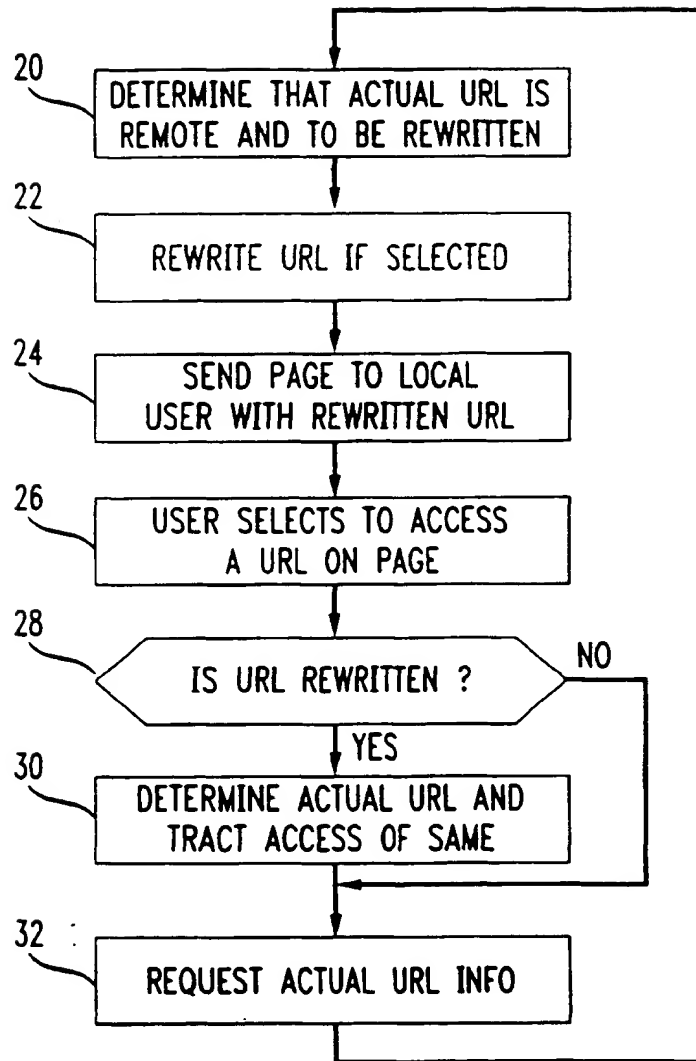 20
DETERMINE THAT ACTUAL URL IS
REMOTE AND TO BE REWRITTEN
22
REWRITE URL IF SELECTED
24
SEND PAGE TO LOCAL
USER WITH REWRITTEN URL
26
USER SELECTS TO ACCESS
A URL ON PAGE
28
IS URL REWRITTEN ?
NO
YES
30
DETERMINE ACTUAL URL AND
TRACT ACCESS OF SAME
32
REQUEST ACTUAL URL INFO